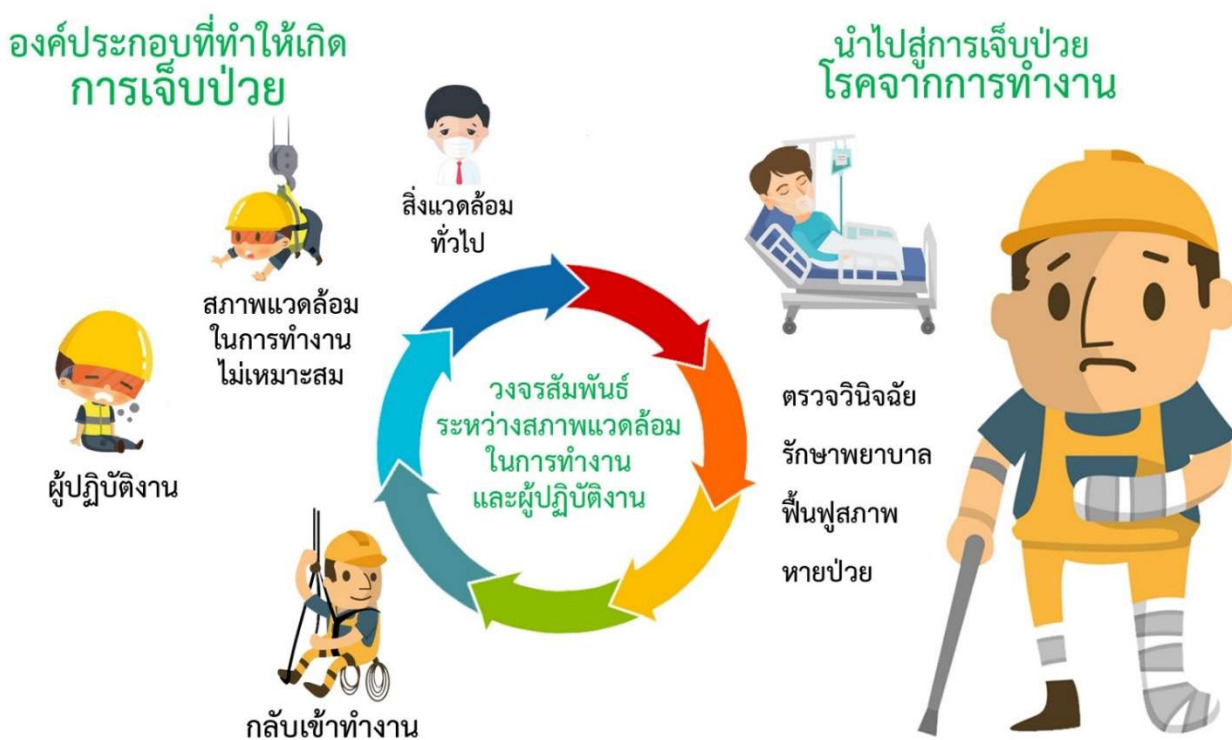 องค์ประกอบที่ทำให้เกิด
การเจ็บป่วย
สิ่งแวดล้อม
ทั่วไป
สภาพแวดล้อม
ในการทำงาน
ไม่เหมาะสม
ผู้ปฏิบัติงาน
กลับเข้าทำงาน
วงจรสัมพันธ์
ระหว่างสภาพแวดล้อม
ในการทำงาน
และผู้ปฏิบัติงาน
นำไปสู่การเจ็บป่วย
โรคจากการทำงาน
ตรวจวินิจฉัย
รักษาพยาบาล
ฟื้นฟูสภาพ
หายป่วย